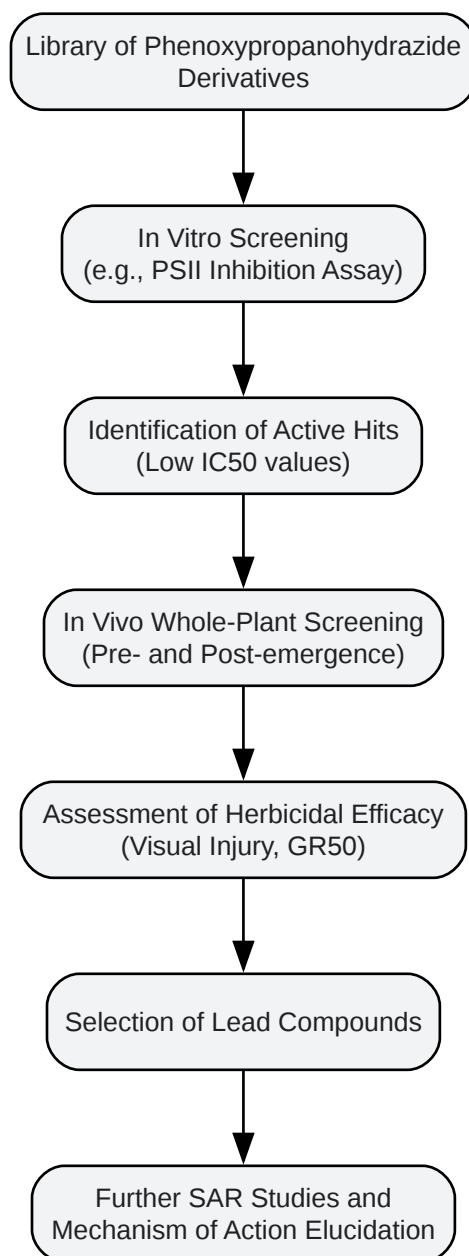 Library of Phenoxypropanohydrazide
Derivatives
In Vitro Screening
(e.g., PSII Inhibition Assay)
Identification of Active Hits
(Low IC50 values)
In Vivo Whole-Plant Screening
(Pre- and Post-emergence)
Assessment of Herbicidal Efficacy
(Visual Injury, GR50)
Selection of Lead Compounds
Further SAR Studies and
Mechanism of Action Elucidation